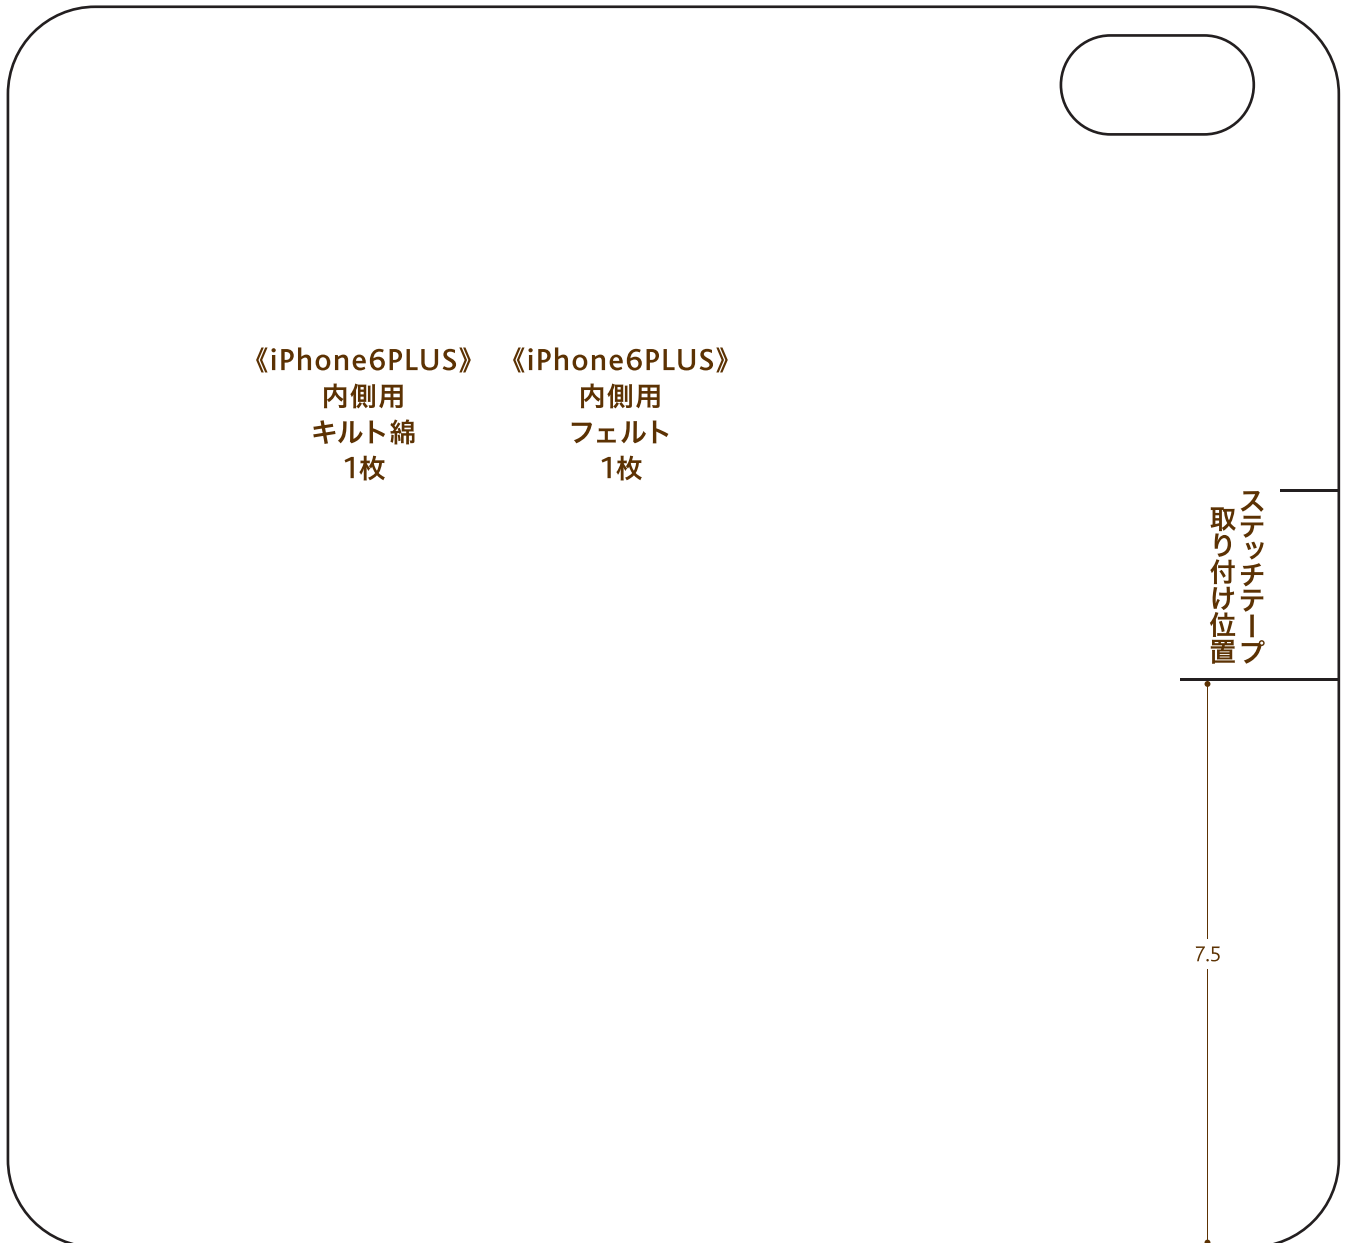 《iPhone6PLUS》
内側用
キルト綿
1枚
《iPhone6PLUS》
内側用
フェルト
1枚
ステッチテープ
取り付け位置
7.5